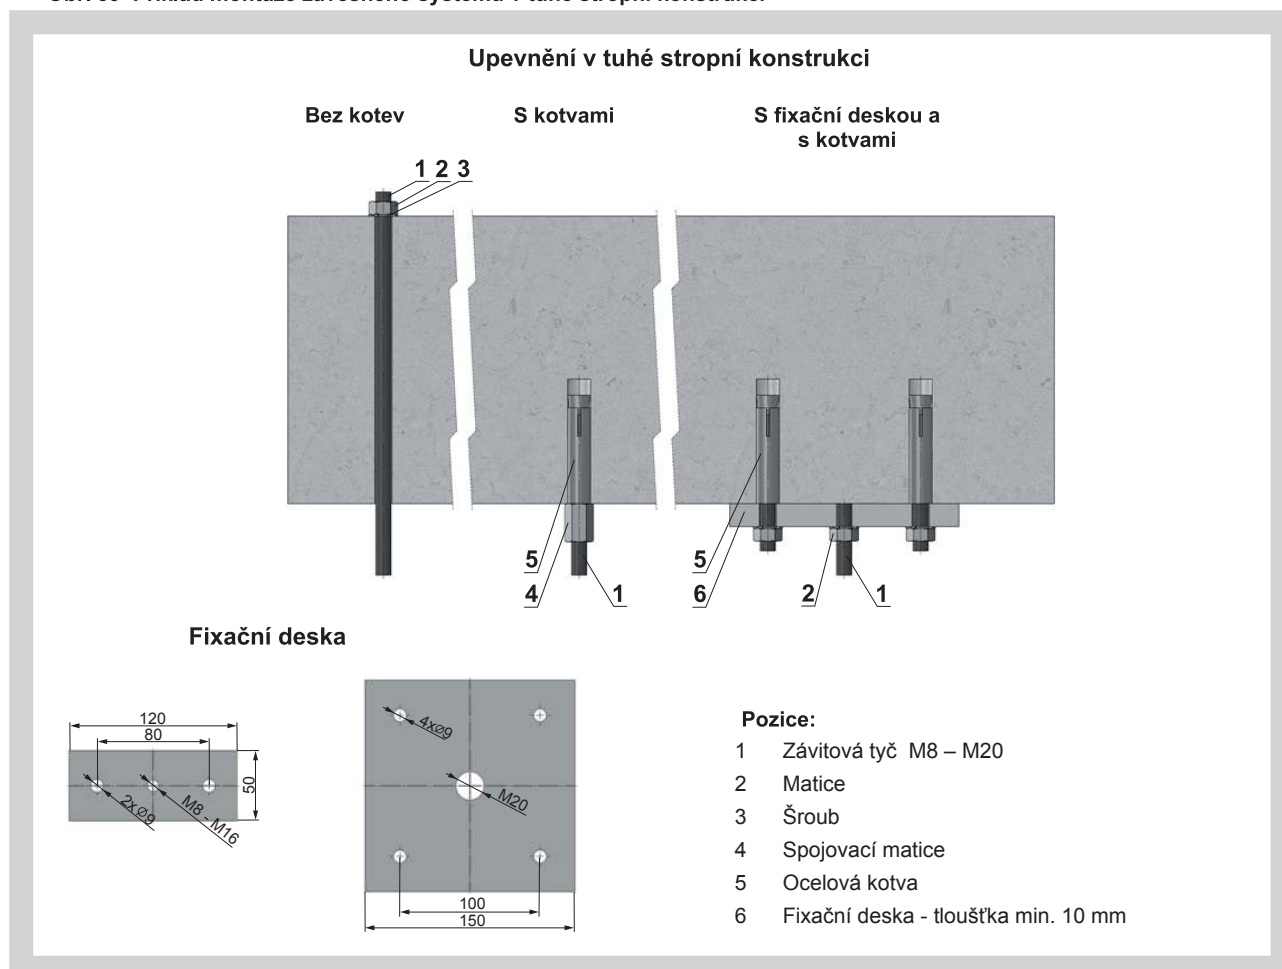 Upevnění v tuhé stropní konstrukci
Bez kotev
S kotvami
S fixační deskou a
s kotvami
1 2 3
5
4
1
5
6
2
1
Fixační deska
120
80
50
2xØ9
M8 - M16
4xØ9
M20
100
150
Pozice:
1 Závitová tyč M8 – M20
2 Matice
3 Šroub
4 Spojovací matice
5 Ocelová kotva
6 Fixační deska - tloušťka min. 10 mm